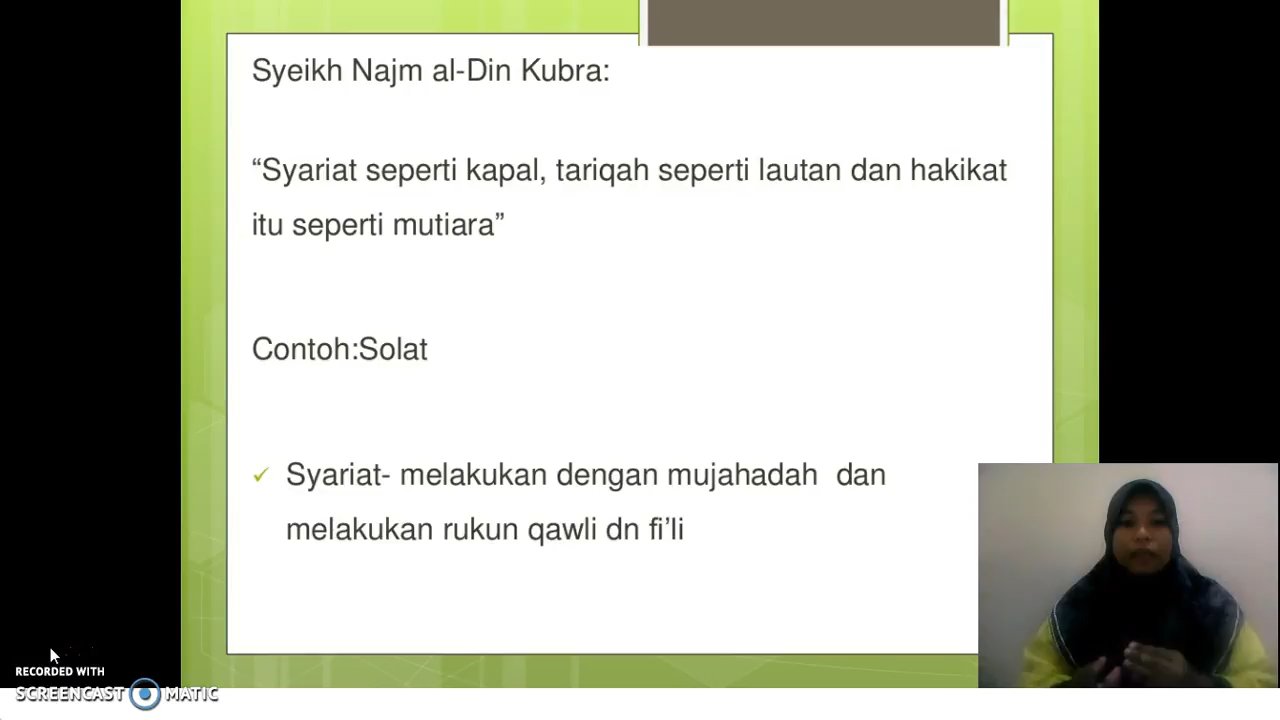 Syeikh Najm al-Din Kubra:
“Syariat seperti kapal, tariqah seperti lautan dan hakikat
itu seperti mutiara”
Contoh:Solat
✓ Syariat- melakukan dengan mujahadah  dan
melakukan rukun qawli dn fi’li
RECORDED WITH
SCREENCAST MATIC